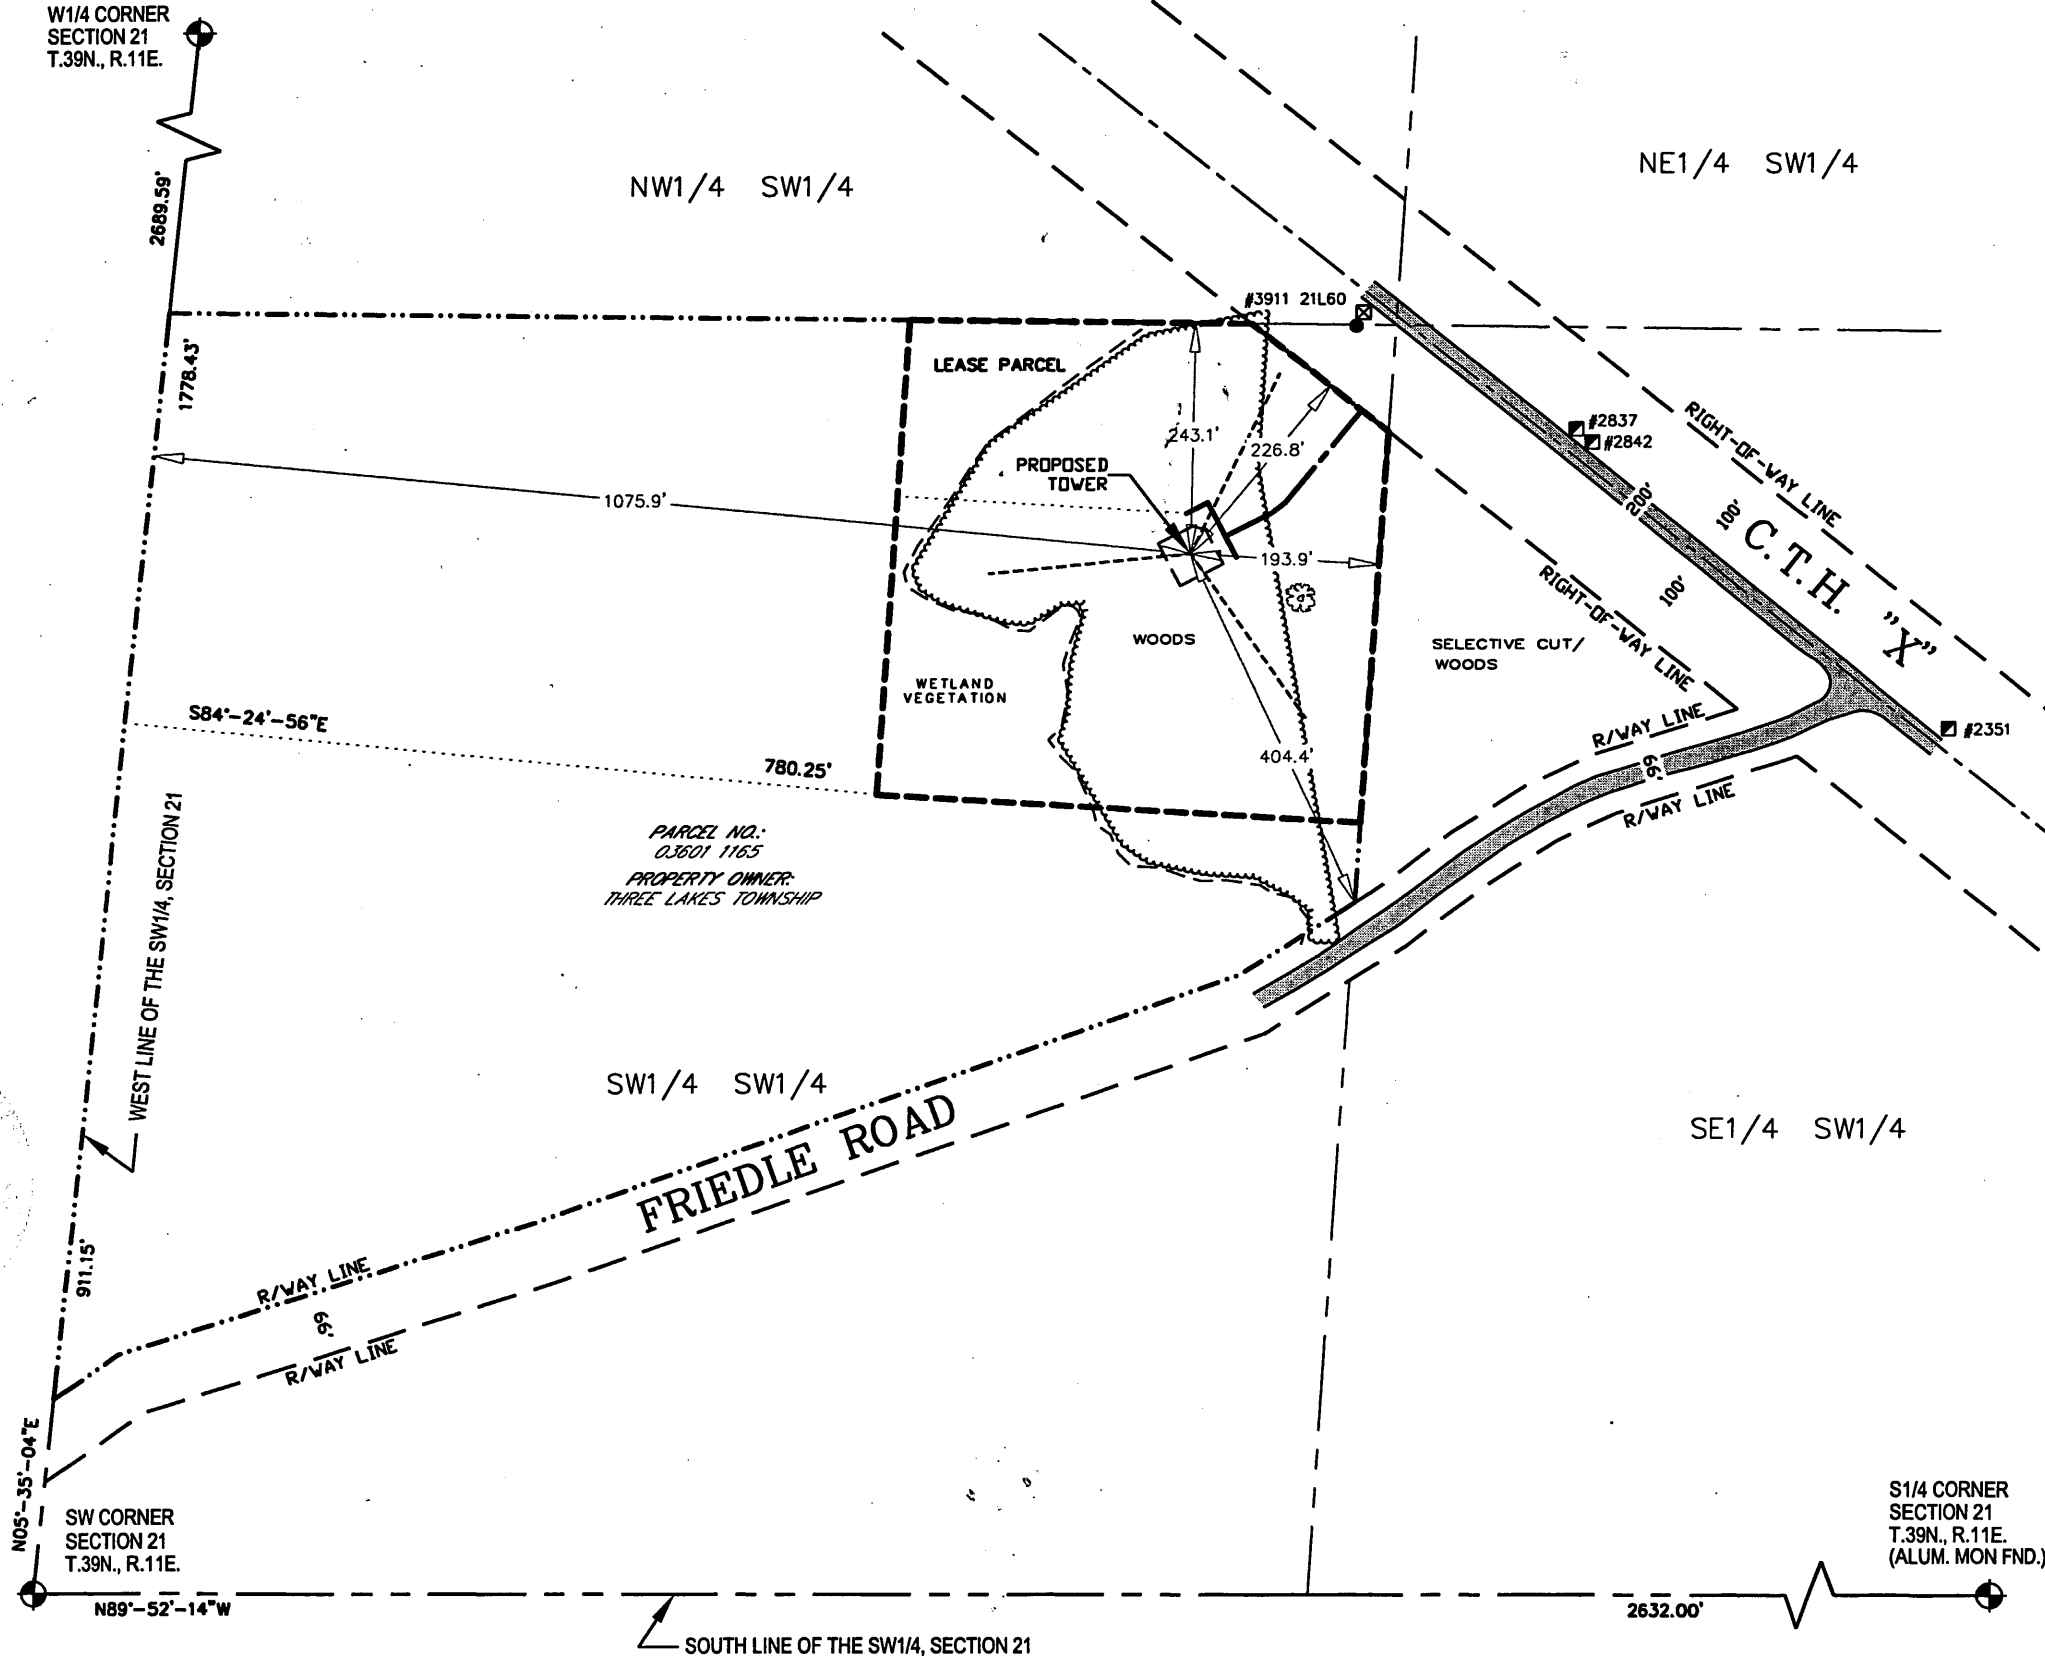 W1/4 CORNER
SECTION 21
T.39N., R.11E.
2689.59'
NW1/4 SW1/4
NE1/4 SW1/4
#3911 21L60
1778.43'
LEASE PARCEL
243.1'
226.8'
PROPOSED
TOWER
1075.9'
193.9'
#2837
#2842
RIGHT-OF-WAY LINE
200'
100'
C. T. H. "X"
100'
RIGHT-OF-WAY LINE
WOODS
SELECTIVE CUT/
WOODS
WETLAND
VEGETATION
S84°-24'-56"E
780.25'
404.4'
R/WAY LINE
66'
R/WAY LINE
#2351
PARCEL NO.:
03601 1165
PROPERTY OWNER:
THREE LAKES TOWNSHIP
WEST LINE OF THE SW1/4, SECTION 21
SW1/4 SW1/4
SE1/4 SW1/4
FRIEDLE ROAD
911.15'
R/WAY LINE
66'
R/WAY LINE
N05°-35'-04"E
SW CORNER
SECTION 21
T.39N., R.11E.
S1/4 CORNER
SECTION 21
T.39N., R.11E.
(ALUM. MON FND.)
N89°-52'-14"W
2632.00'
SOUTH LINE OF THE SW1/4, SECTION 21